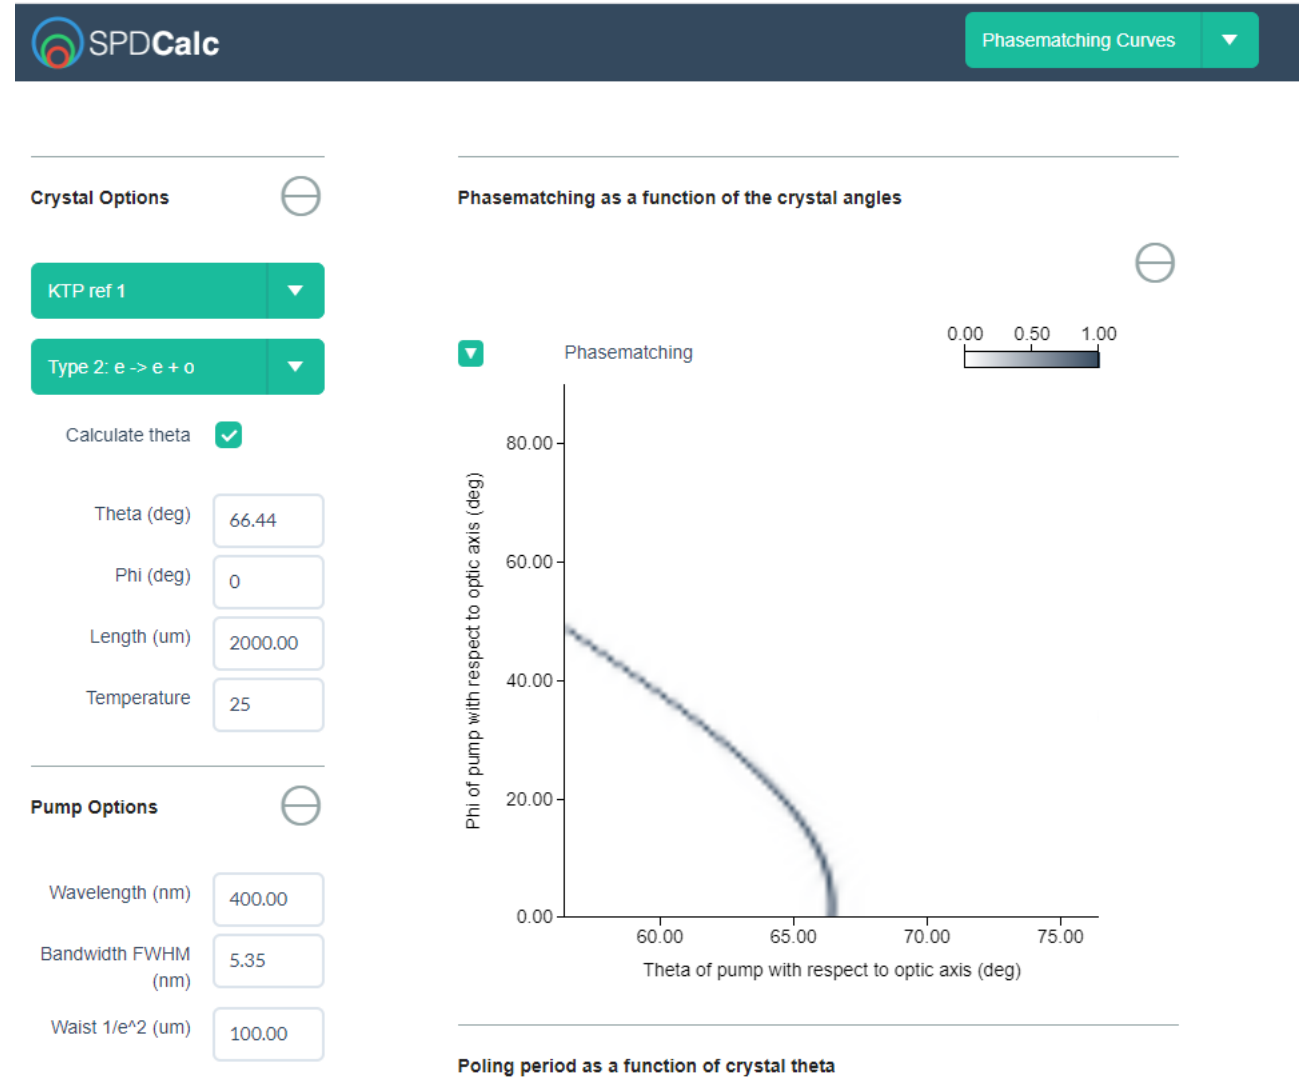 SPDCalc
Phasematching Curves
Crystal Options
KTP ref 1
Type 2: e -> e + o
Calculate theta
Theta (deg) 66.44
Phi (deg) 0
Length (um) 2000.00
Temperature 25
Pump Options
Wavelength (nm) 400.00
Bandwidth FWHM
(nm) 5.35
Waist 1/e^2 (um) 100.00
Phasematching as a function of the crystal angles
Phasematching
0.00 0.50 1.00
Phi of pump with respect to optic axis (deg)
80.00
60.00
40.00
20.00
0.00
60.00 65.00 70.00 75.00
Theta of pump with respect to optic axis (deg)
Poling period as a function of crystal theta